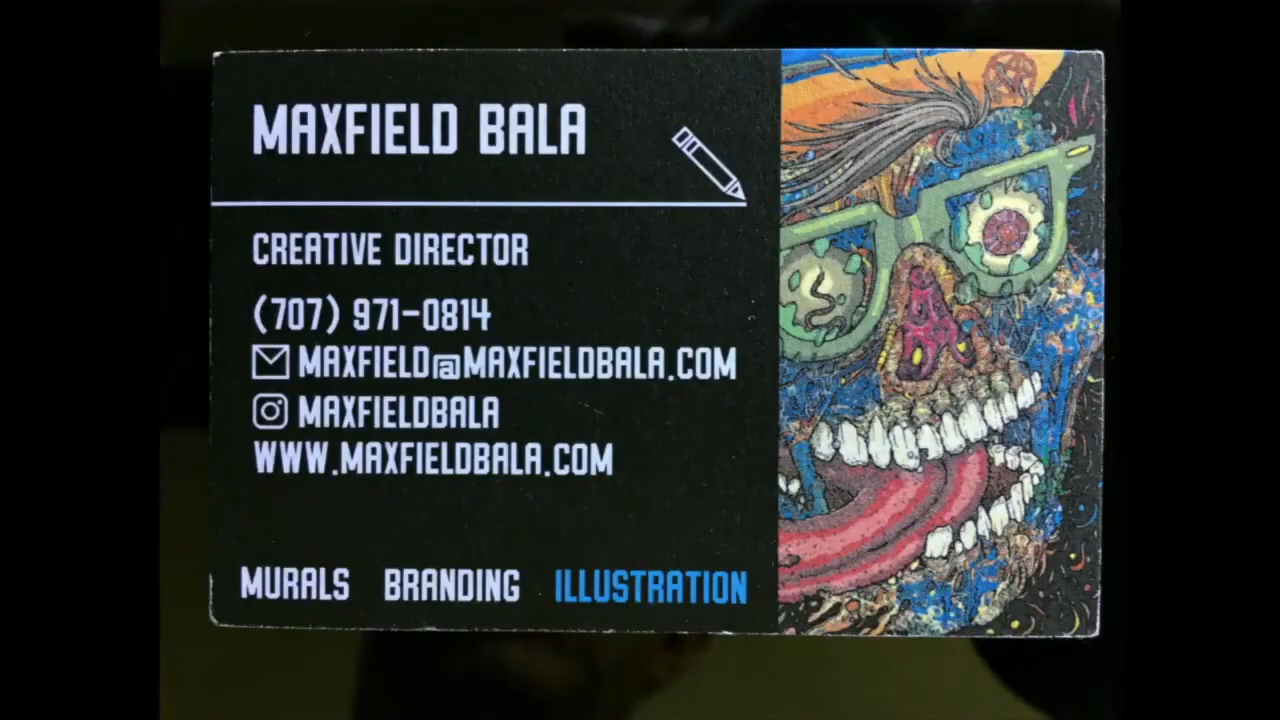 MAXFIELD BALA
CREATIVE DIRECTOR
(707) 971-0814
MAXFIELD@MAXFIELDBALA.COM
MAXFIELDBALA
WWW.MAXFIELDBALA.COM
MURALS BRANDING ILLUSTRATION